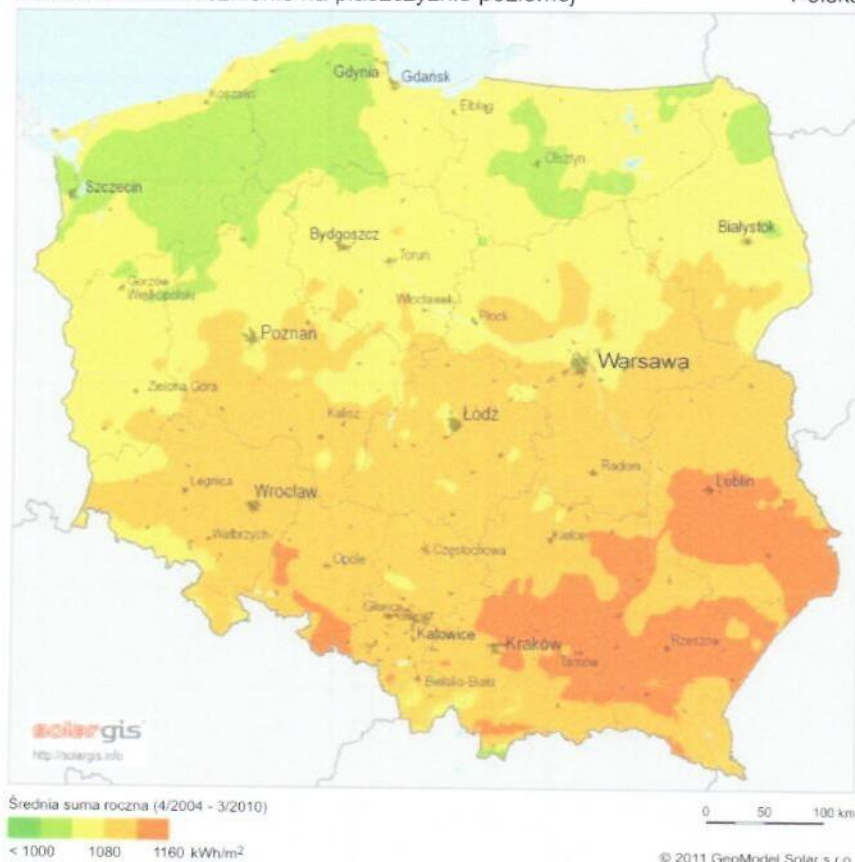 na płaszczyźnie poziomej
Gdynia
Gdańsk
Koszalin
Elbląg
Olsztyn
Szczecin
Bydgoszcz
Białystok
Toruń
Gorzów
Wielkopolski
Włocławek
Płock
Poznań
Warsawa
Zielona Góra
Kalisz
Łódź
Radom
Legnica
Lublin
Wrocław
Wałbrzych
Kielce
Opole
Częstochowa
Gliwice
Katowice
Kraków
Rzeszów
Tarnów
Bielsko-Biała
solargis
http://solargis.info
Średnia suma roczna (4/2004 - 3/2010)
0 50 100 km
< 1000 1080 1160 kWh/m²
© 2011 GeoModel Solar s.r.o.